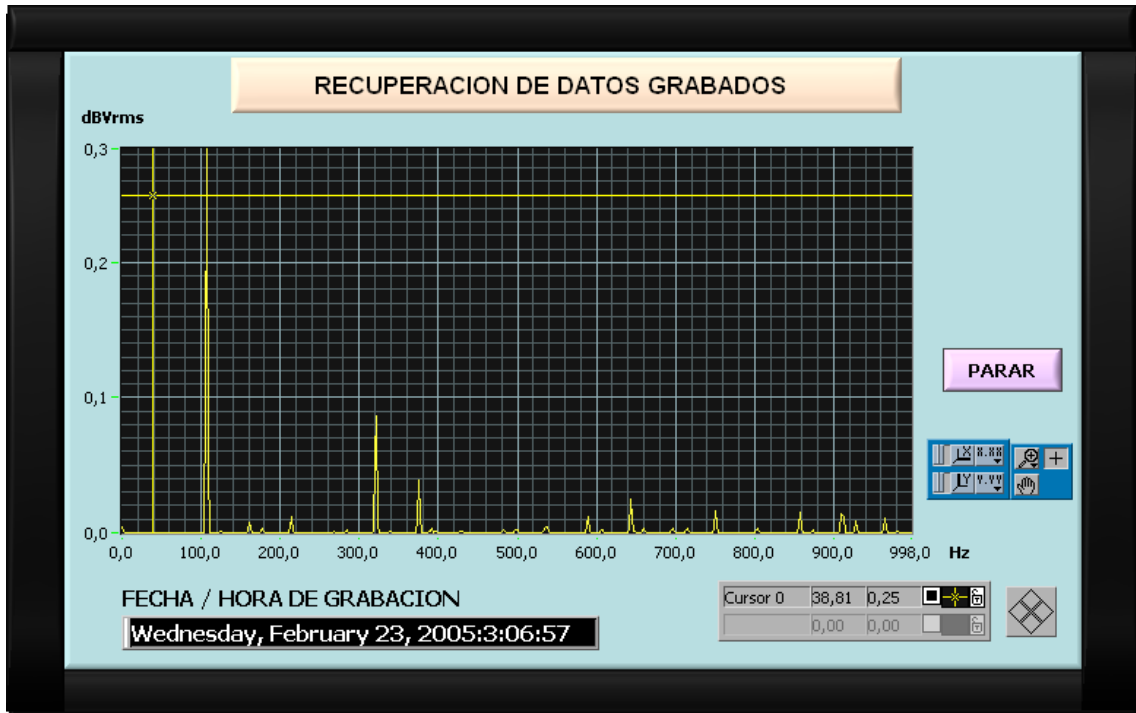 RECUPERACION DE DATOS GRABADOS
dBVrms
0,3
0,2
0,1
0,0
0,0 100,0 200,0 300,0 400,0 500,0 600,0 700,0 800,0 900,0 998,0 Hz
PARAR
X 8.88
Y Y.YY
FECHA / HORA DE GRABACION
Wednesday, February 23, 2005:3:06:57
Cursor 0 38,81 0,25
0,00 0,00